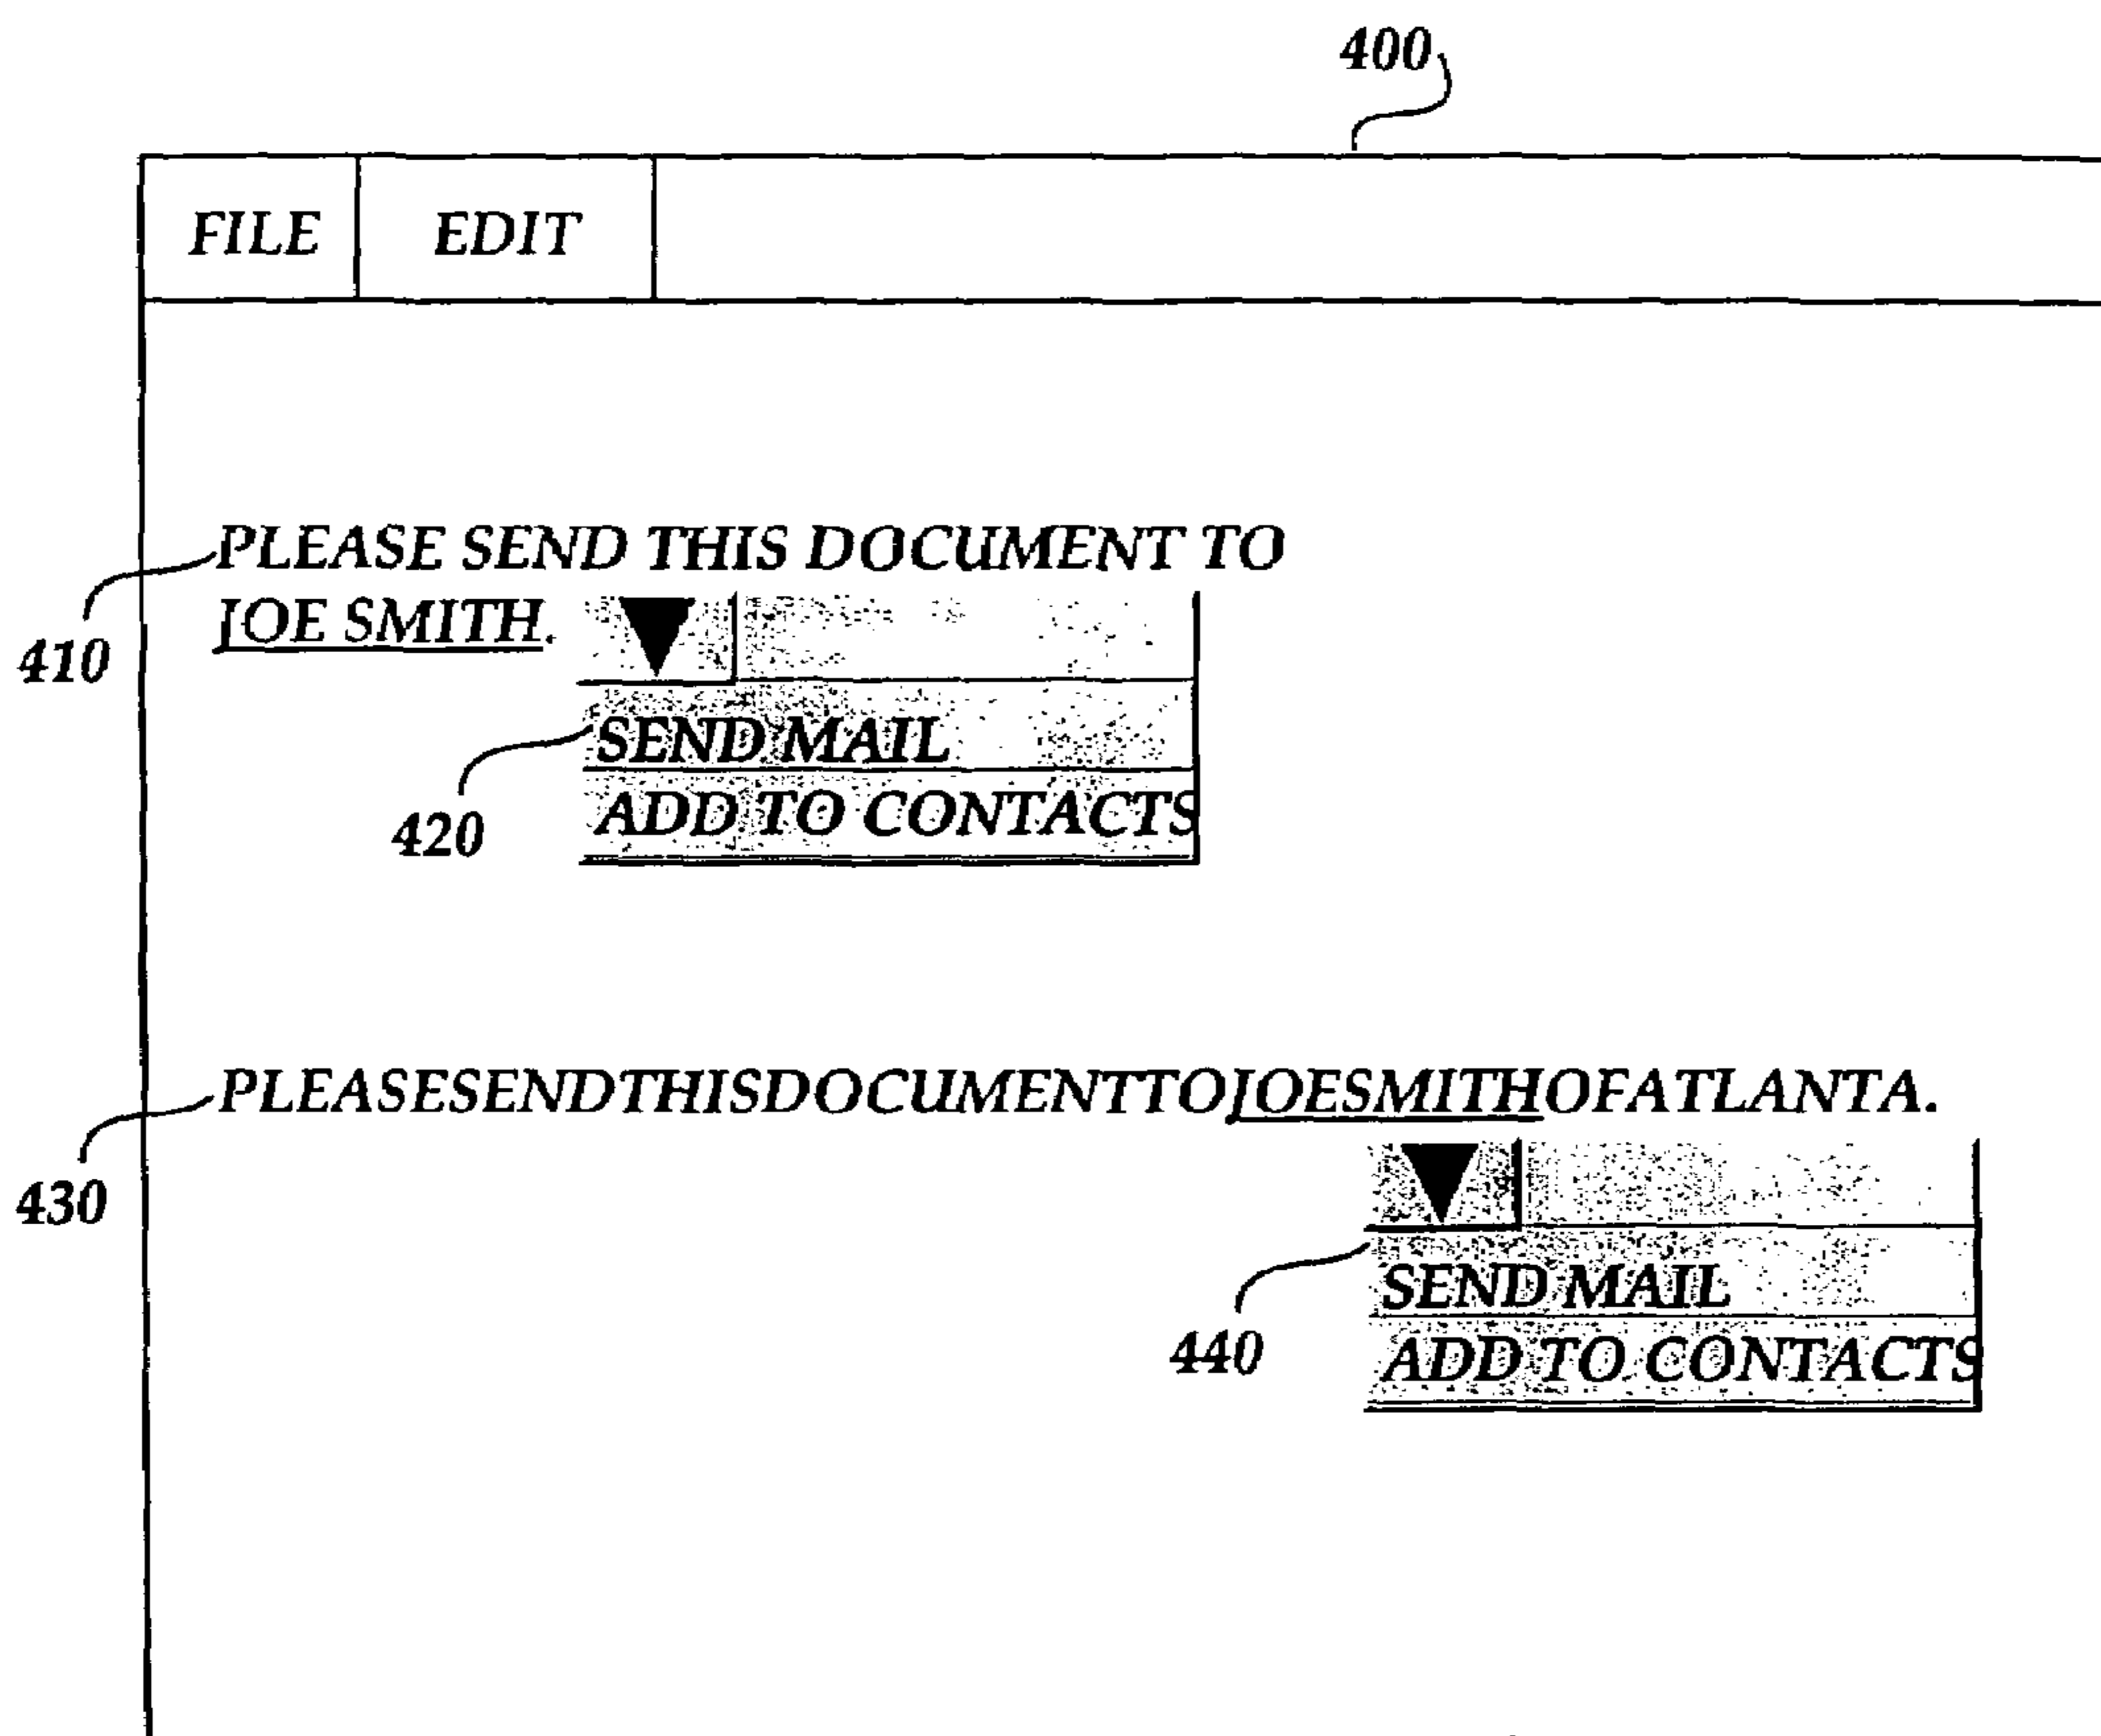 400
FILE EDIT
PLEASE SEND THIS DOCUMENT TO
JOE SMITH.
410
SEND MAIL
ADD TO CONTACTS
420
PLEASESENDTHISDOCUMENTTOJOESMITHOFATLANTA.
430
SEND MAIL
440
ADD TO CONTACTS